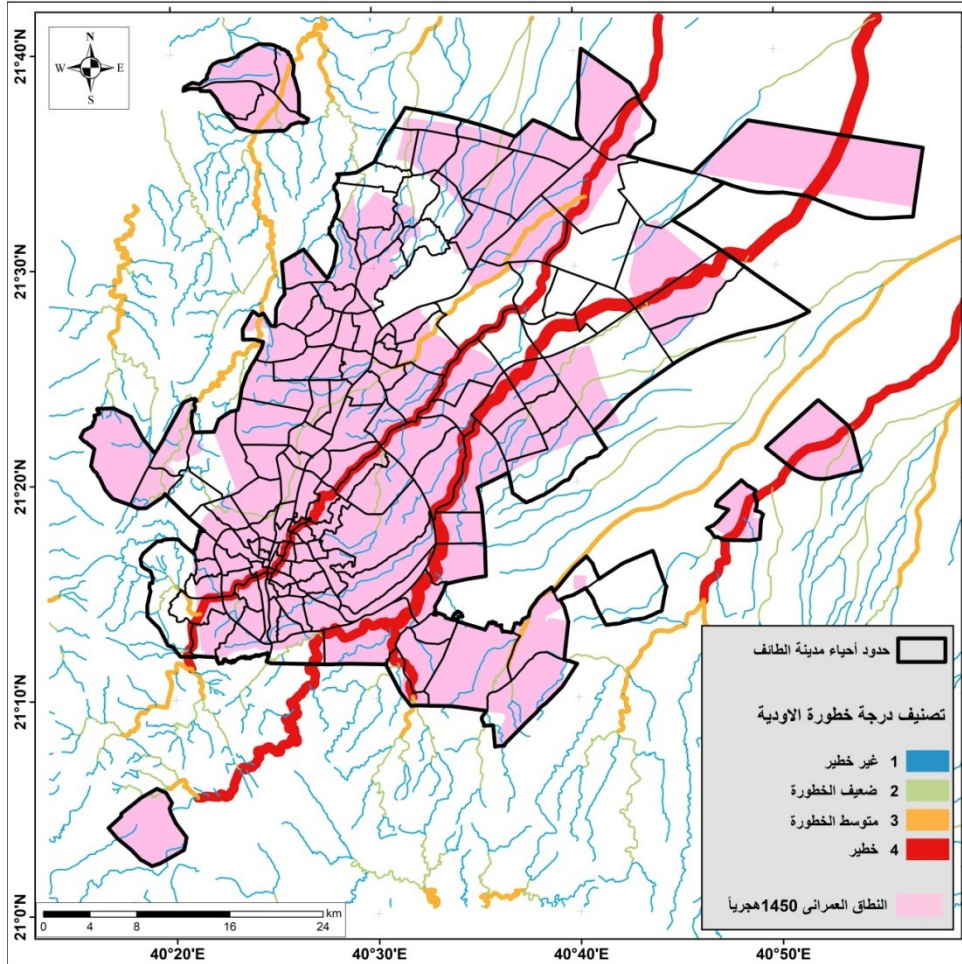 N
W E
S
21°40'N
21°30'N
21°20'N
21°10'N
21°0'N
حدود أحياء مدينة الطائف
تصنيف درجة خطورة الاودية
1 غير خطير
2 ضعيف الخطورة
3 متوسط الخطورة
4 خطير
النطاق العمرانى 1450هجرياً
km
0 4 8 16 24
40°20'E 40°30'E 40°40'E 40°50'E